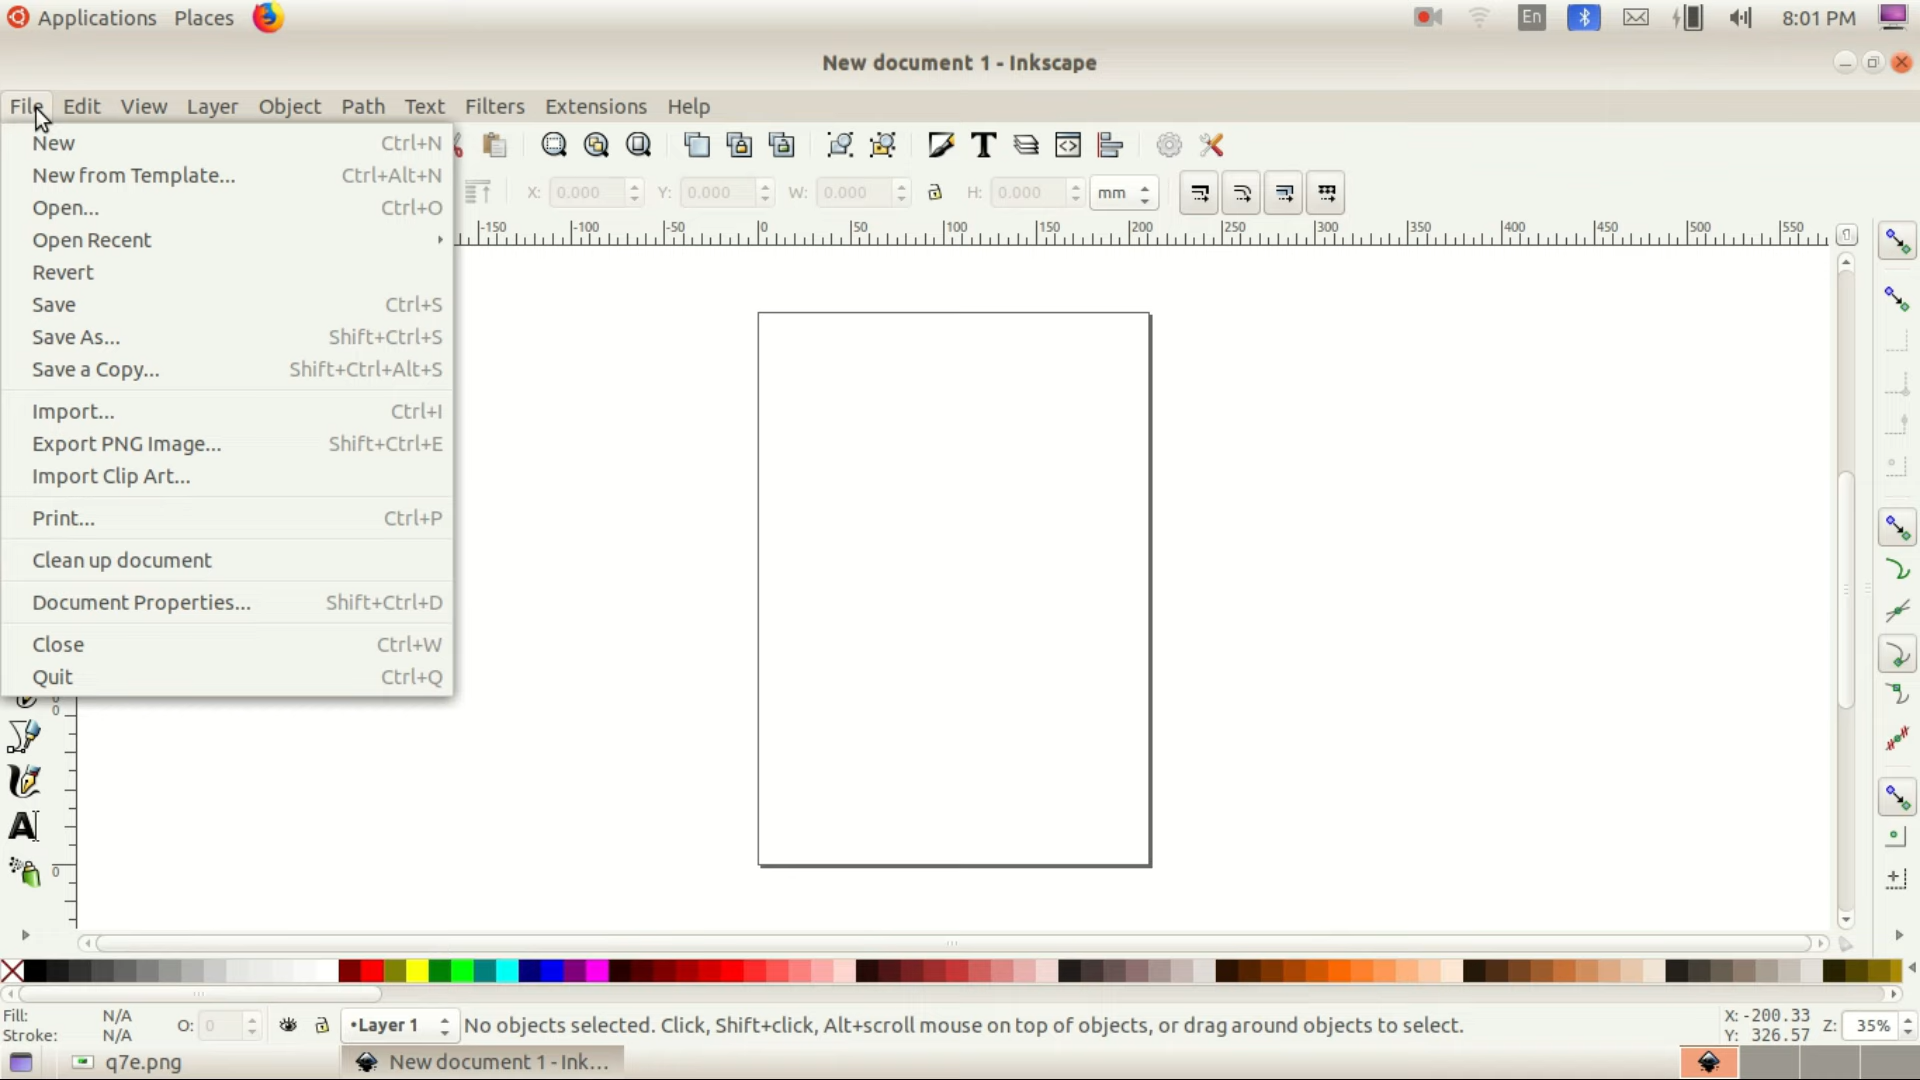 Applications Places En 8:01 PM
New document 1 - Inkscape
File Edit View Layer Object Path Text Filters Extensions Help
New Ctrl+N
New from Template... Ctrl+Alt+N
Open... Ctrl+O
Open Recent
Revert
Save Ctrl+S
Save As... Shift+Ctrl+S
Save a Copy... Shift+Ctrl+Alt+S
Import... Ctrl+I
Export PNG Image... Shift+Ctrl+E
Import Clip Art...
Print... Ctrl+P
Clean up document
Document Properties... Shift+Ctrl+D
Close Ctrl+W
Quit Ctrl+Q
X: 0.000 Y: 0.000 W: 0.000 H: 0.000 mm
-150 -100 -50 0 50 100 150 200 250 300 350 400 450 500 550
0
0
Fill: N/A
Stroke: N/A
O: 0
•Layer 1
No objects selected. Click, Shift+click, Alt+scroll mouse on top of objects, or drag around objects to select.
X: -200.33
Y: 326.57
Z: 35%
q7e.png New document 1 - Ink...